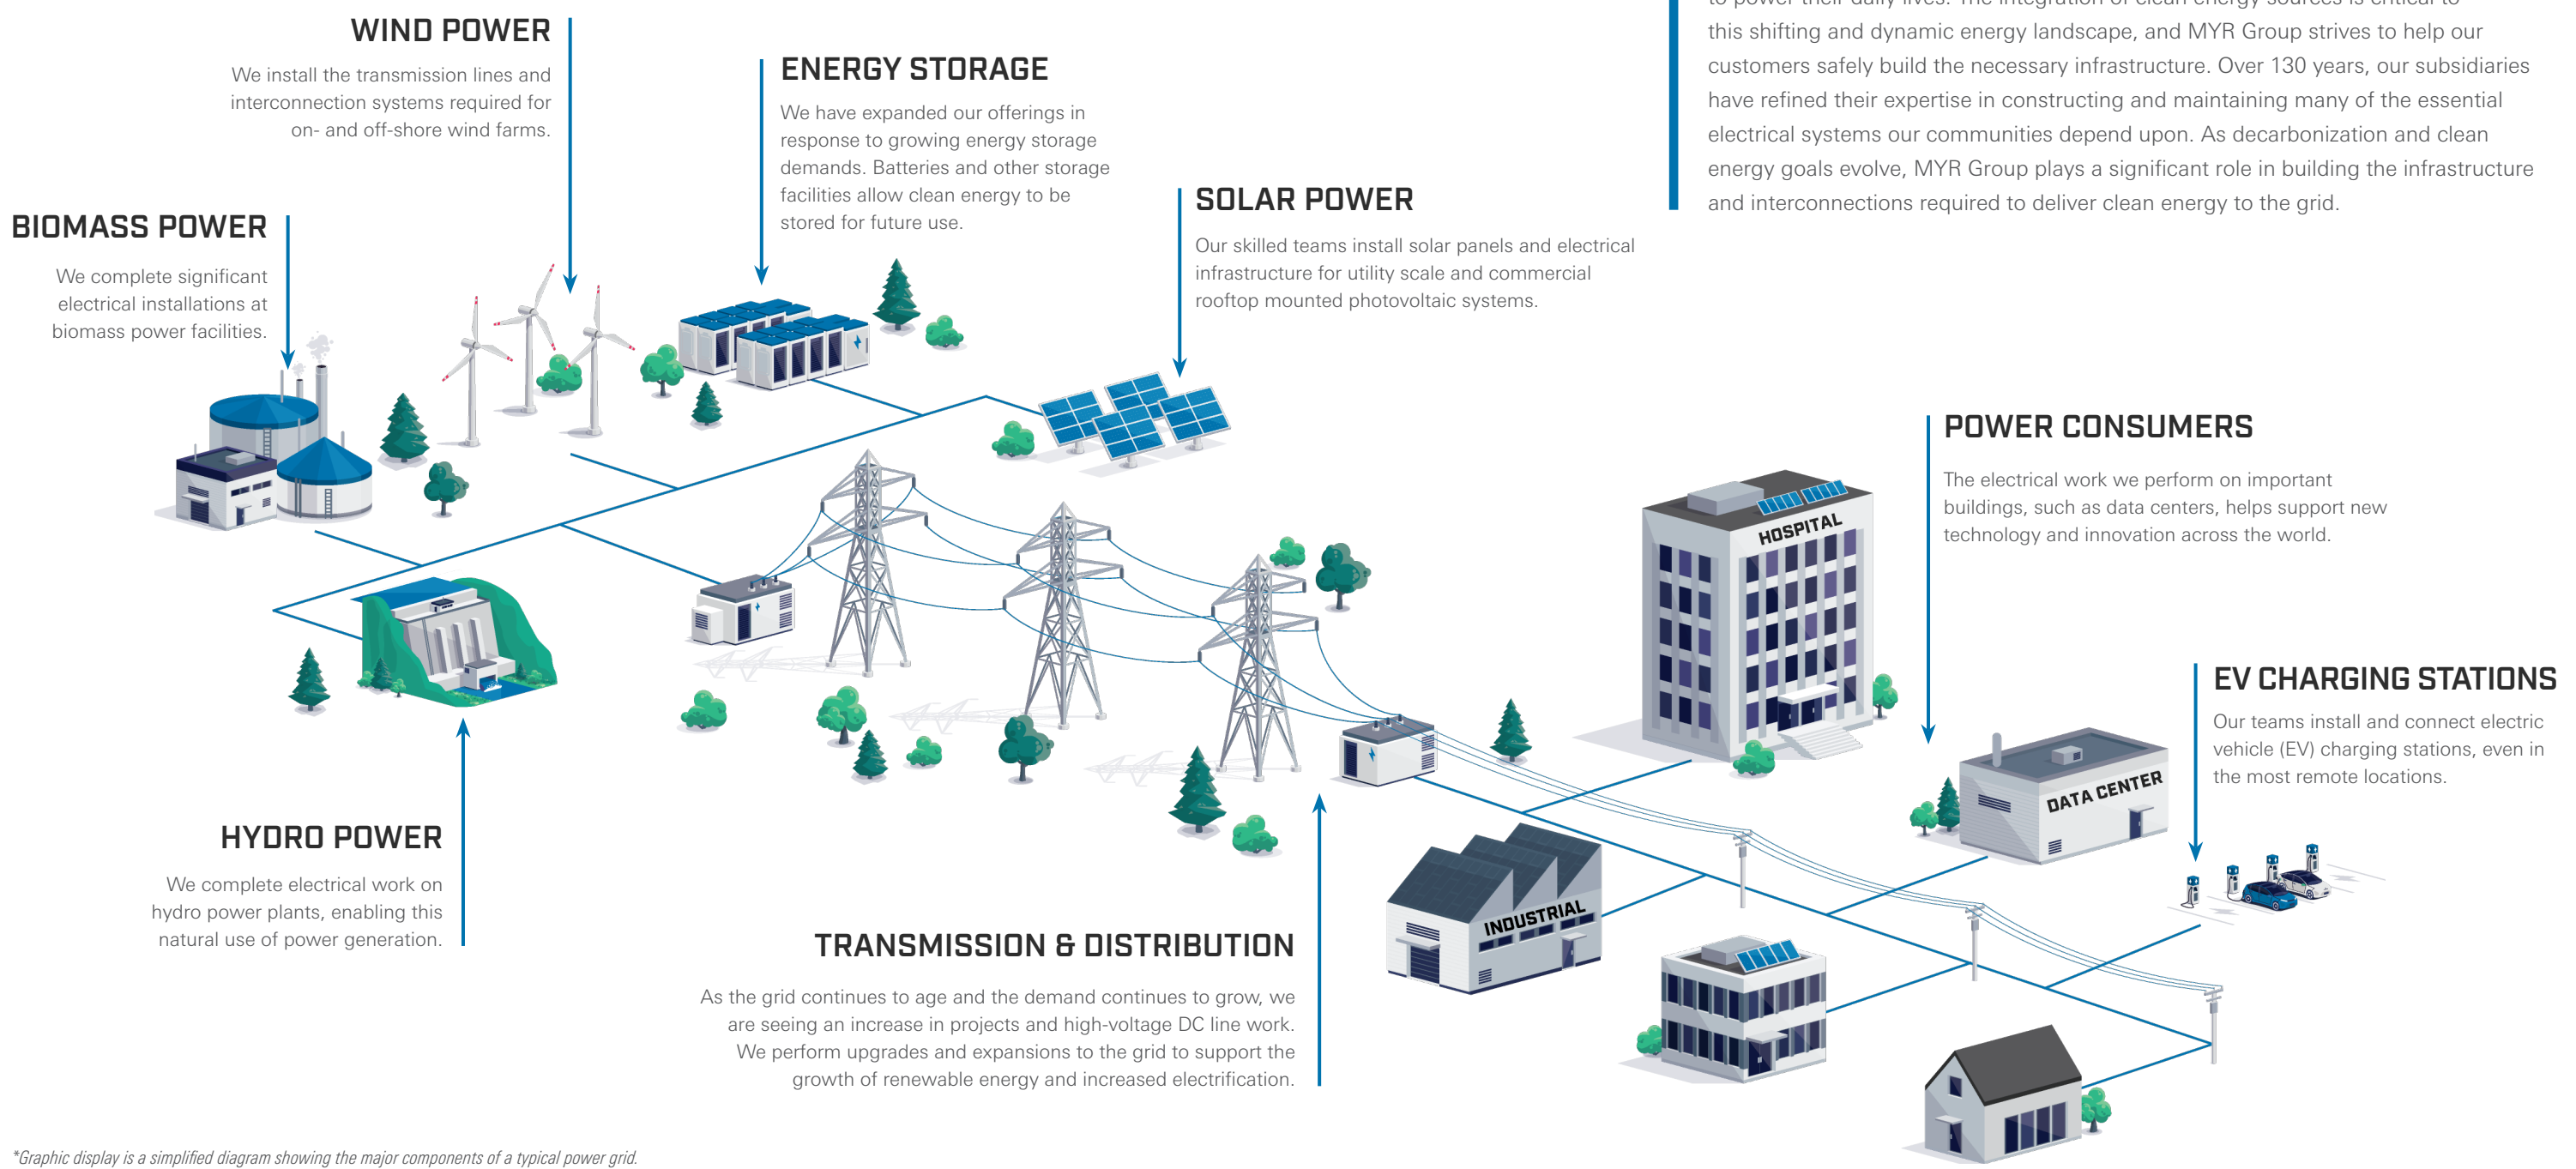 WIND POWER
We install the transmission lines and
interconnection systems required for
on- and off-shore wind farms.
ENERGY STORAGE
We have expanded our offerings in
response to growing energy storage
demands. Batteries and other storage
facilities allow clean energy to be
stored for future use.
to power their daily lives. The integration of clean energy sources is critical to
this shifting and dynamic energy landscape, and MYR Group strives to help our
customers safely build the necessary infrastructure. Over 130 years, our subsidiaries
have refined their expertise in constructing and maintaining many of the essential
electrical systems our communities depend upon. As decarbonization and clean
energy goals evolve, MYR Group plays a significant role in building the infrastructure
and interconnections required to deliver clean energy to the grid.
BIOMASS POWER
We complete significant
electrical installations at
biomass power facilities.
SOLAR POWER
Our skilled teams install solar panels and electrical
infrastructure for utility scale and commercial
rooftop mounted photovoltaic systems.
POWER CONSUMERS
The electrical work we perform on important
buildings, such as data centers, helps support new
technology and innovation across the world.
HOSPITAL
EV CHARGING STATIONS
Our teams install and connect electric
vehicle (EV) charging stations, even in
the most remote locations.
DATA CENTER
HYDRO POWER
We complete electrical work on
hydro power plants, enabling this
natural use of power generation.
INDUSTRIAL
TRANSMISSION & DISTRIBUTION
As the grid continues to age and the demand continues to grow, we
are seeing an increase in projects and high-voltage DC line work.
We perform upgrades and expansions to the grid to support the
growth of renewable energy and increased electrification.
*Graphic display is a simplified diagram showing the major components of a typical power grid.